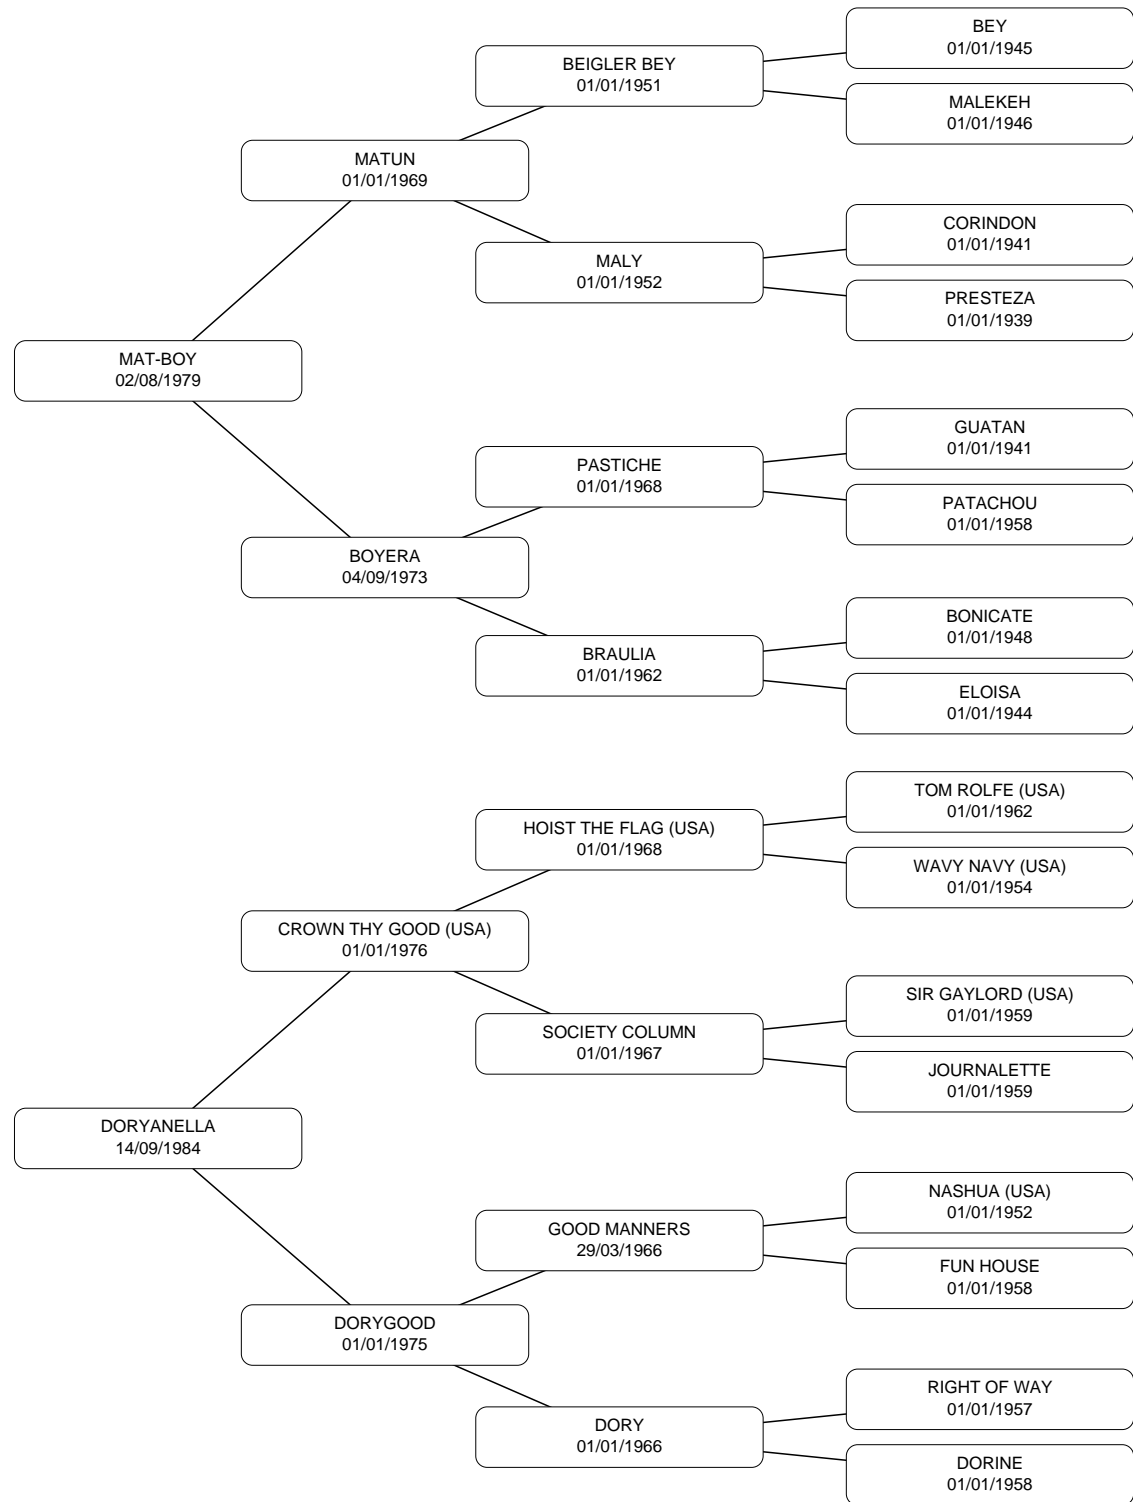 BEY
01/01/1945
BEIGLER BEY
01/01/1951
MALEKEH
01/01/1946
MATUN
01/01/1969
CORINDON
01/01/1941
MALY
01/01/1952
PRESTEZA
01/01/1939
MAT-BOY
02/08/1979
GUATAN
01/01/1941
PASTICHE
01/01/1968
PATACHOU
01/01/1958
BOYERA
04/09/1973
BONICATE
01/01/1948
BRAULIA
01/01/1962
ELOISA
01/01/1944
TOM ROLFE (USA)
01/01/1962
HOIST THE FLAG (USA)
01/01/1968
WAVY NAVY (USA)
01/01/1954
CROWN THY GOOD (USA)
01/01/1976
SIR GAYLORD (USA)
01/01/1959
SOCIETY COLUMN
01/01/1967
JOURNALETTE
01/01/1959
DORYANELLA
14/09/1984
NASHUA (USA)
01/01/1952
GOOD MANNERS
29/03/1966
FUN HOUSE
01/01/1958
DORYGOOD
01/01/1975
RIGHT OF WAY
01/01/1957
DORY
01/01/1966
DORINE
01/01/1958